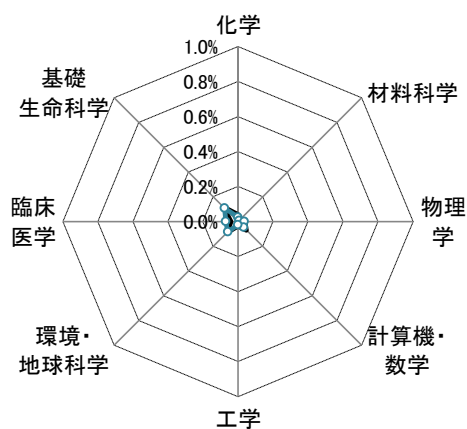 化学
1.0%
0.8%
0.6%
0.4%
0.2%
0.0%
材料科学
物理
学
計算機・
数学
工学
環境・
地球科学
臨床
医学
基礎
生命科学